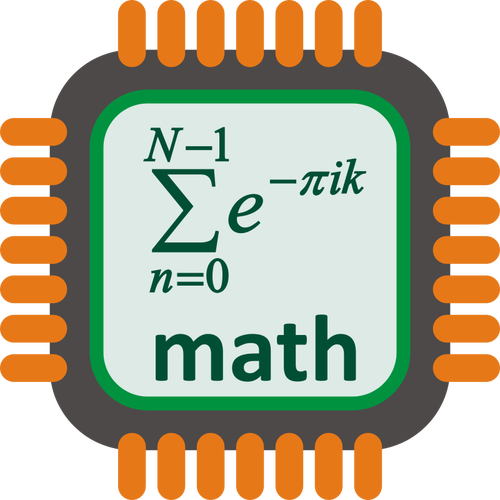 N−1
∑ e^{−πik}
n=0
math